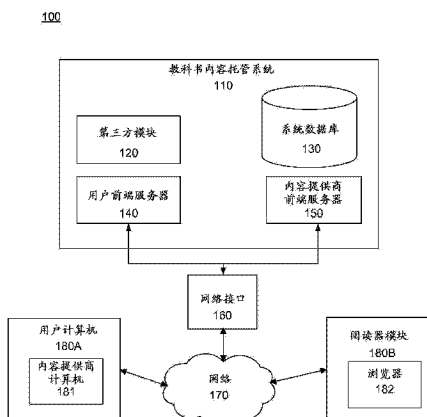 100
教科书内容托管系统
110
第三方模块
120
系统数据库
130
用户前端服务器
140
内容提供商
前端服务器
150
网络接口
160
用户计算机
180A
内容提供商
计算机
181
网络
170
阅读器模块
180B
浏览器
182